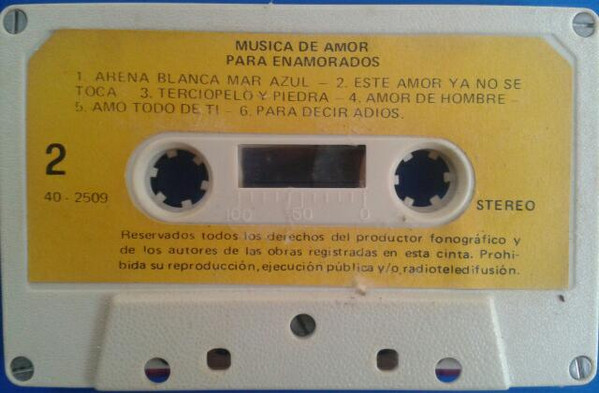 MUSICA DE AMOR
PARA ENAMORADOS
1. ARENA BLANCA MAR AZUL – 2. ESTE AMOR YA NO SE
TOCA 3. TERCIOPELO Y PIEDRA – 4. AMOR DE HOMBRE –
5. AMO TODO DE TI – 6. PARA DECIR ADIOS.
2
40 - 2509
100 50 0
STEREO
Reservados todos los derechos del productor fonográfico y
de los autores de las obras registradas en esta cinta. Prohi-
bida su reproducción, ejecución pública y/o radioteledifusión.